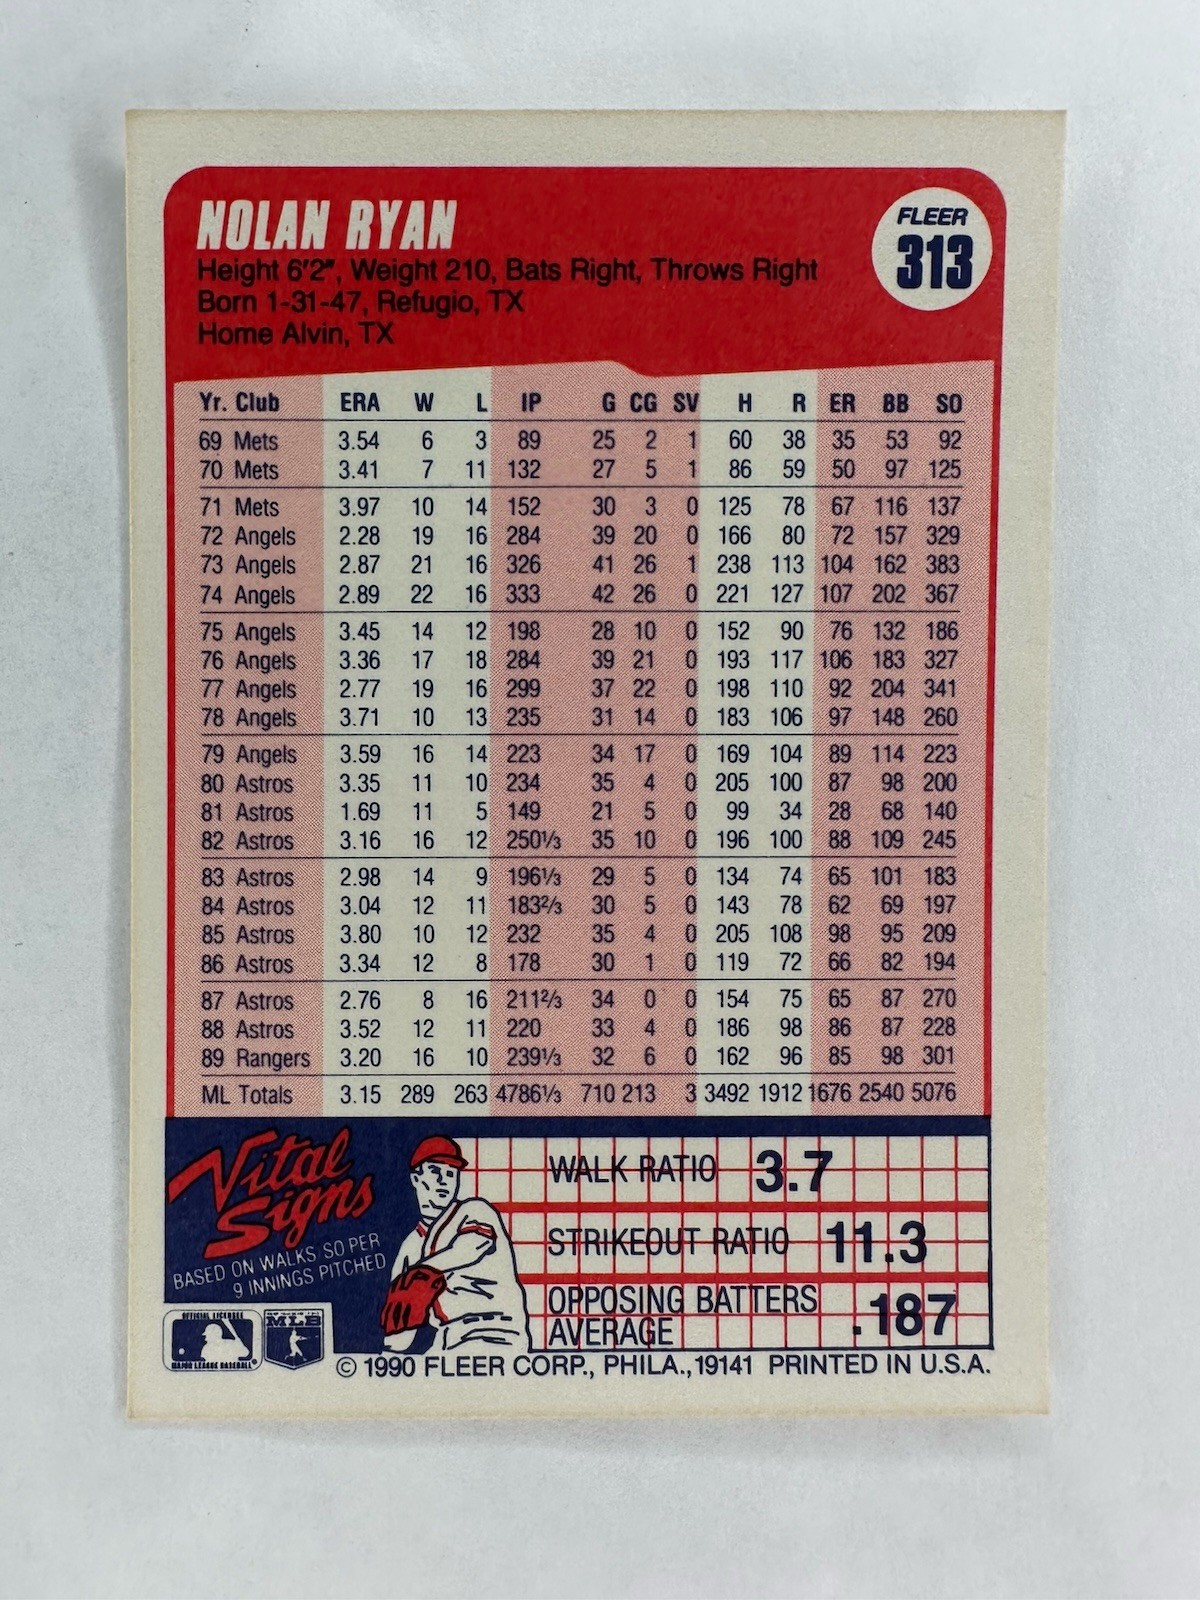 NOLAN RYAN
FLEER
313
Height 6'2", Weight 210, Bats Right, Throws Right
Born 1-31-47, Refugio, TX
Home Alvin, TX
Yr. Club ERA W L IP G CG SV H R ER BB SO
69 Mets 3.54 6 3 89 25 2 1 60 38 35 53 92
70 Mets 3.41 7 11 132 27 5 1 86 59 50 97 125
71 Mets 3.97 10 14 152 30 3 0 125 78 67 116 137
72 Angels 2.28 19 16 284 39 20 0 166 80 72 157 329
73 Angels 2.87 21 16 326 41 26 1 238 113 104 162 383
74 Angels 2.89 22 16 333 42 26 0 221 127 107 202 367
75 Angels 3.45 14 12 198 28 10 0 152 90 76 132 186
76 Angels 3.36 17 18 284 39 21 0 193 117 106 183 327
77 Angels 2.77 19 16 299 37 22 0 198 110 92 204 341
78 Angels 3.71 10 13 235 31 14 0 183 106 97 148 260
79 Angels 3.59 16 14 223 34 17 0 169 104 89 114 223
80 Astros 3.35 11 10 234 35 4 0 205 100 87 98 200
81 Astros 1.69 11 5 149 21 5 0 99 34 28 68 140
82 Astros 3.16 16 12 250⅓ 35 10 0 196 100 88 109 245
83 Astros 2.98 14 9 196⅓ 29 5 0 134 74 65 101 183
84 Astros 3.04 12 11 183⅔ 30 5 0 143 78 62 69 197
85 Astros 3.80 10 12 232 35 4 0 205 108 98 95 209
86 Astros 3.34 12 8 178 30 1 0 119 72 66 82 194
87 Astros 2.76 8 16 211⅔ 34 0 0 154 75 65 87 270
88 Astros 3.52 12 11 220 33 4 0 186 98 86 87 228
89 Rangers 3.20 16 10 239⅓ 32 6 0 162 96 85 98 301
ML Totals 3.15 289 263 4786⅓ 710 213 3 3492 1912 1676 2540 5076
Vital
Signs
BASED ON WALKS SO PER
9 INNINGS PITCHED
WALK RATIO 3.7
STRIKEOUT RATIO 11.3
OPPOSING BATTERS
AVERAGE .187
OFFICIAL LICENSEE
MAJOR LEAGUE BASEBALL
MLB
© 1990 FLEER CORP., PHILA., 19141 PRINTED IN U.S.A.